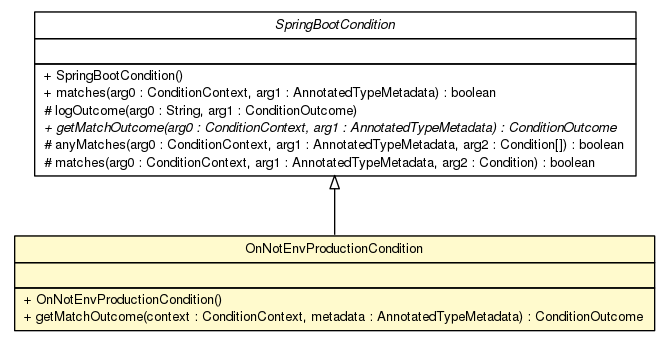 SpringBootCondition
+ SpringBootCondition()
+ matches(arg0 : ConditionContext, arg1 : AnnotatedTypeMetadata) : boolean
# logOutcome(arg0 : String, arg1 : ConditionOutcome)
+ getMatchOutcome(arg0 : ConditionContext, arg1 : AnnotatedTypeMetadata) : ConditionOutcome
# anyMatches(arg0 : ConditionContext, arg1 : AnnotatedTypeMetadata, arg2 : Condition[]) : boolean
# matches(arg0 : ConditionContext, arg1 : AnnotatedTypeMetadata, arg2 : Condition) : boolean
OnNotEnvProductionCondition
+ OnNotEnvProductionCondition()
+ getMatchOutcome(context : ConditionContext, metadata : AnnotatedTypeMetadata) : ConditionOutcome